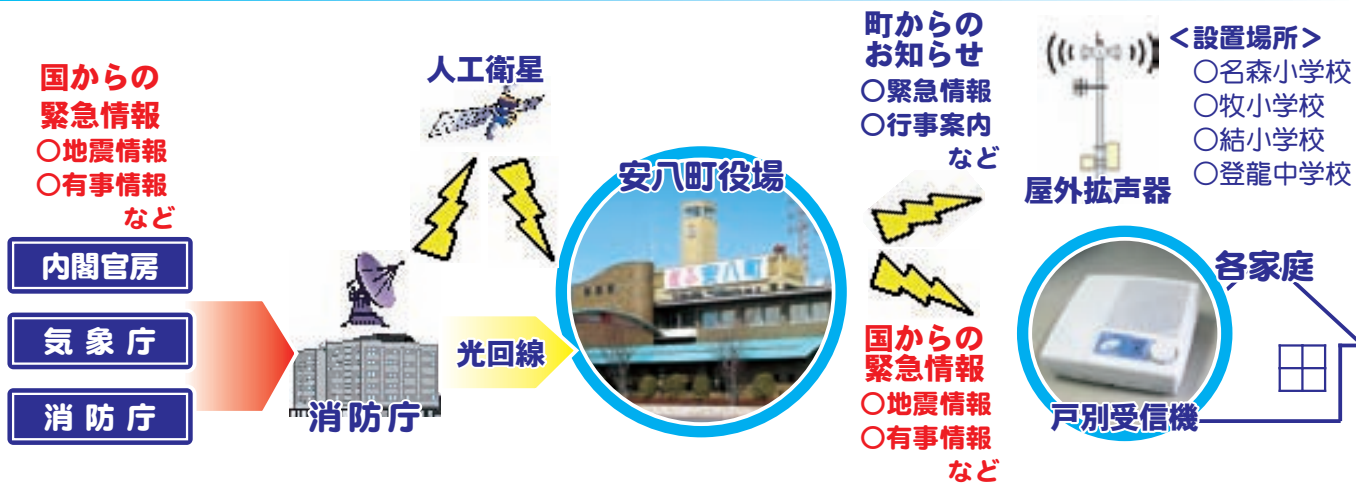 国からの
緊急情報
○地震情報
○有事情報
など
内閣官房
気象庁
消防庁
消防庁
人工衛星
光回線
安八町役場
安八町
町からの
お知らせ
○緊急情報
○行事案内
など
国からの
緊急情報
○地震情報
○有事情報
など
＜設置場所＞
○名森小学校
○牧小学校
○結小学校
○登龍中学校
屋外拡声器
各家庭
戸別受信機